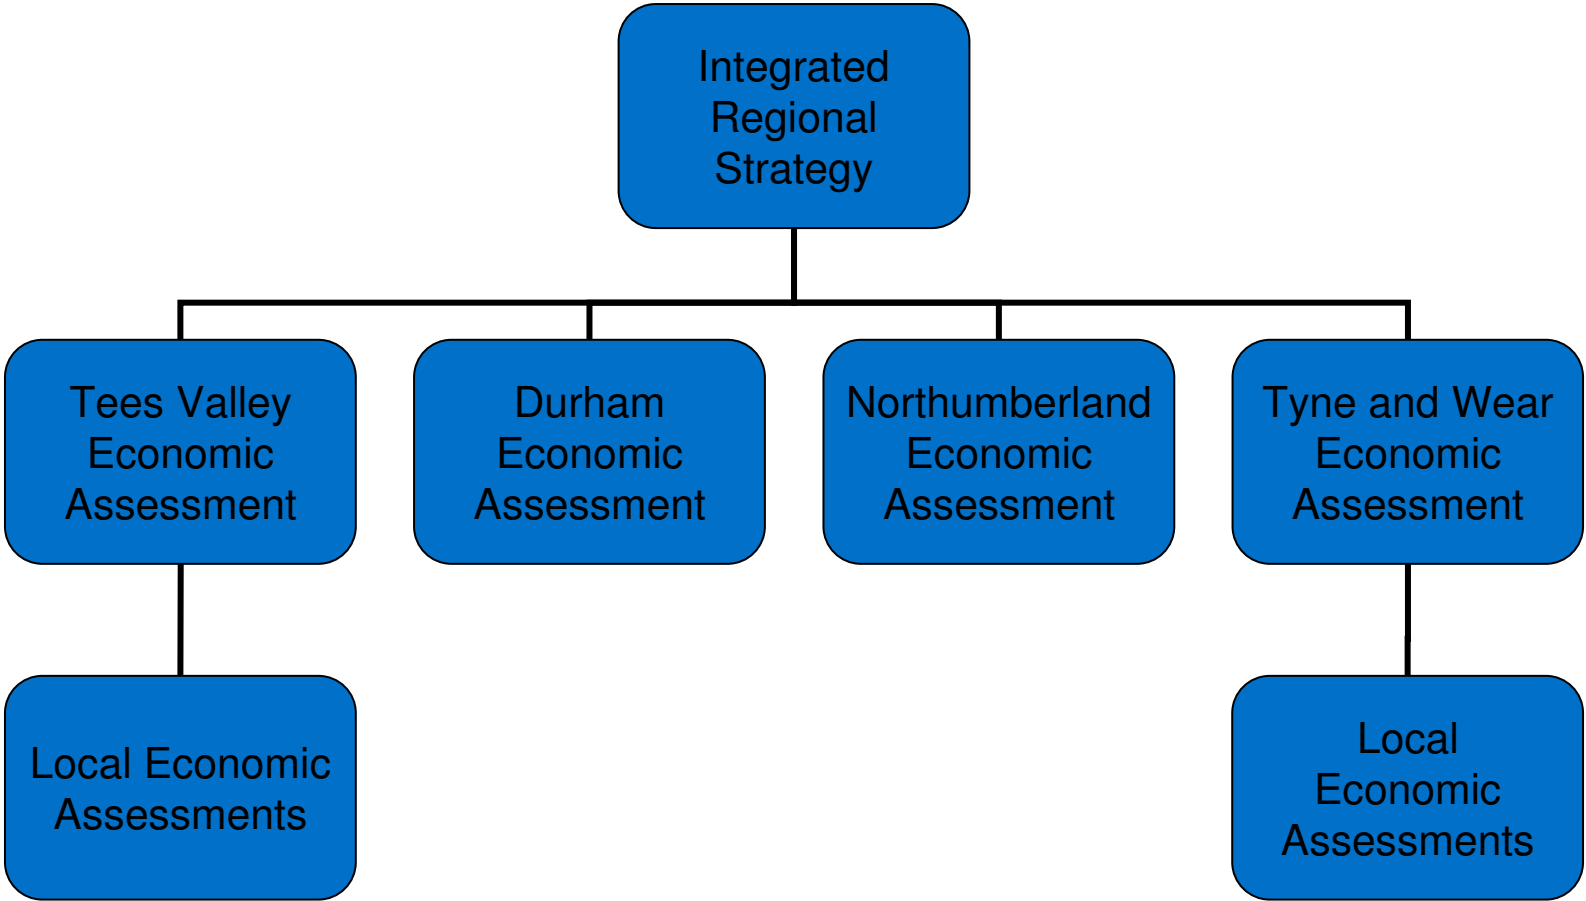 Integrated
Regional
Strategy
Tees Valley
Economic
Assessment
Durham
Economic
Assessment
Northumberland
Economic
Assessment
Tyne and Wear
Economic
Assessment
Local Economic
Assessments
Local
Economic
Assessments